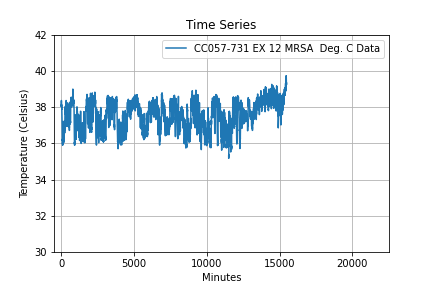 Time Series
CC057-731 EX 12 MRSA  Deg. C Data
Temperature (Celsius)
42
40
38
36
34
32
30
0 5000 10000 15000 20000
Minutes